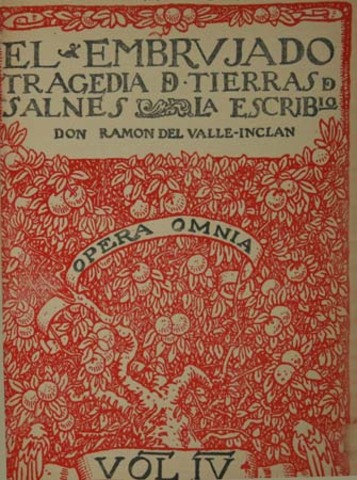 EL EMBRVJADO
TRAGEDIA D TIERRAS D
SALNES LA ESCRIBIO
DON RAMON DEL VALLE-INCLAN
OPERA OMNIA
VOL IV